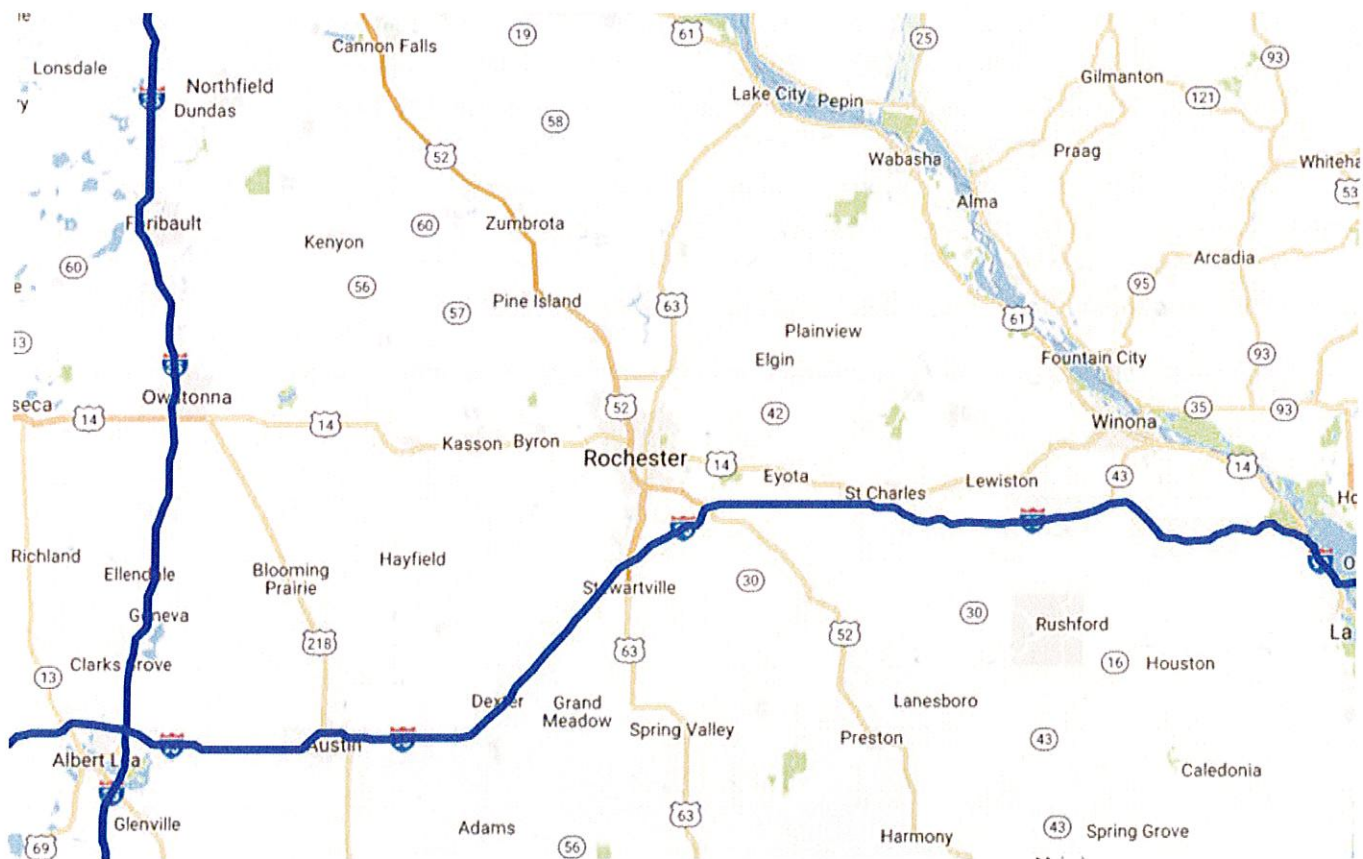 Cannon Falls
19
61
25
93
Lonsdale
Northfield
Dundas
Lake City
Pepin
Gilmanton
121
58
52
Wabasha
Praag
Whiteha
53
Alma
Faribault
60
Zumbrota
Kenyon
60
56
57
Pine Island
63
61
95
Arcadia
Plainview
Elgin
Fountain City
93
seca
Owatonna
14
14
52
42
35
93
Winona
Kasson
Byron
Rochester
14
Eyota
St Charles
Lewiston
43
14
Ho
Richland
Ellendale
Blooming
Prairie
Hayfield
Stewartville
30
30
Geneva
218
63
52
Rushford
La
Clarks Grove
13
16
Houston
Dexter
Grand
Meadow
Spring Valley
Lanesboro
Preston
43
Austin
Albert Lea
Caledonia
Glenville
69
Adams
56
63
Harmony
43
Spring Grove